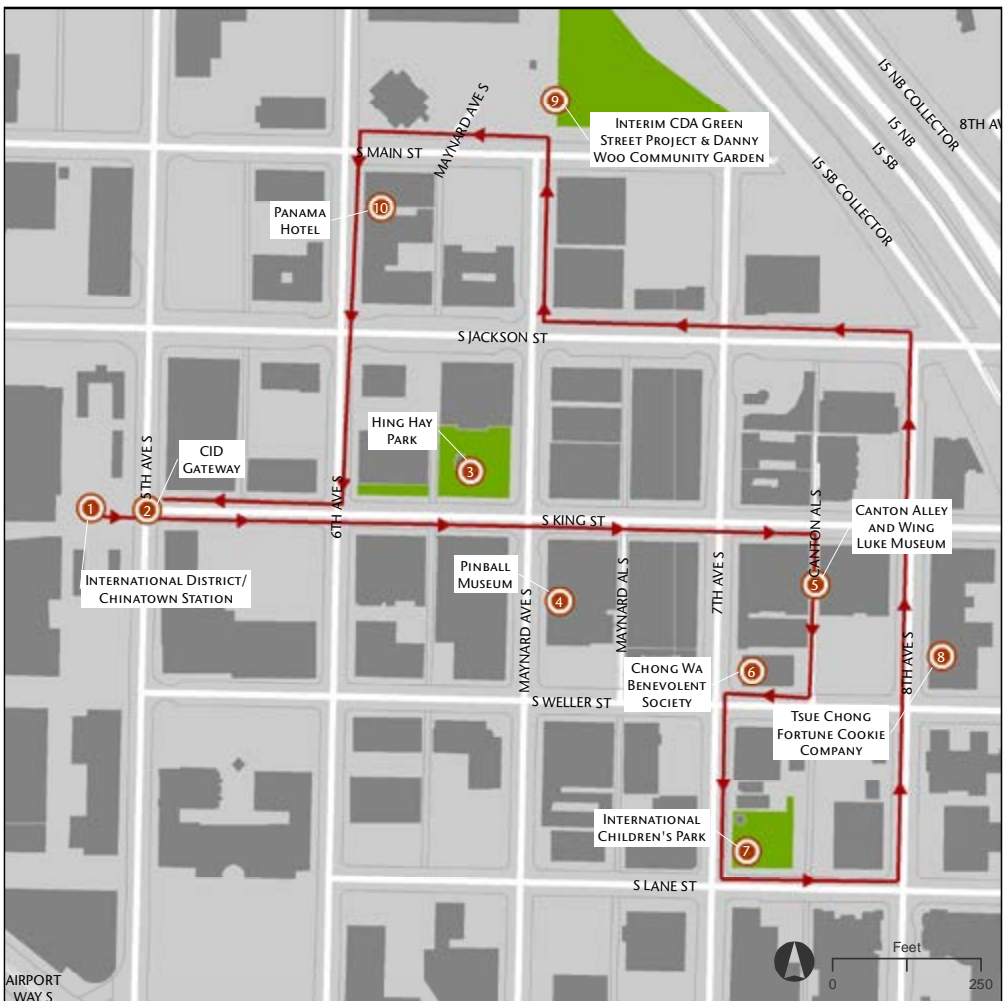 I5 NB COLLECTOR
8TH AV
I5 NB
I5 SB
I5 SB COLLECTOR
MAYNARD AVE S
9
INTERIM CDA GREEN
STREET PROJECT & DANNY
WOO COMMUNITY GARDEN
S MAIN ST
10
PANAMA
HOTEL
S JACKSON ST
HING HAY
PARK
3
5TH AVE S
CID
GATEWAY
1
2
6TH AVE S
S KING ST
CANTON AL S
CANTON ALLEY
AND WING
LUKE MUSEUM
5
INTERNATIONAL DISTRICT/
CHINATOWN STATION
PINBALL
MUSEUM
4
MAYNARD AVE S
MAYNARD AL S
7TH AVE S
8TH AVE S
8
CHONG WA
BENEVOLENT
SOCIETY
6
S WELLER ST
TSUE CHONG
FORTUNE COOKIE
COMPANY
INTERNATIONAL
CHILDREN'S PARK
7
S LANE ST
Feet
0 250
AIRPORT
WAY S